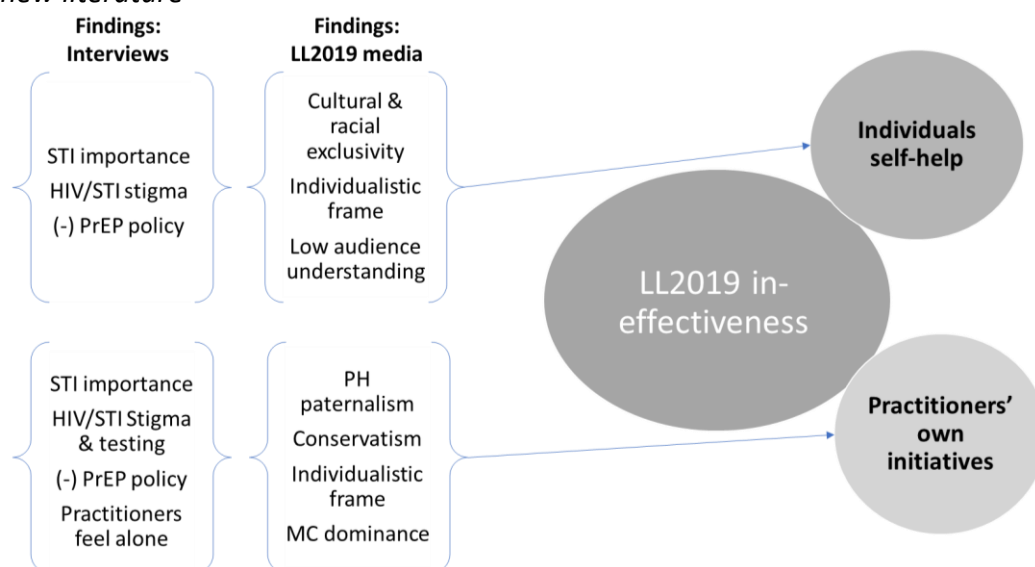 new literature
Findings:
Interviews
Findings:
LL2019 media
STI importance
HIV/STI stigma
(-) PrEP policy
Cultural &
racial
exclusivity
Individualistic
frame
Low audience
understanding
Individuals
self-help
LL2019 in-
effectiveness
STI importance
HIV/STI Stigma
& testing
(-) PrEP policy
Practitioners
feel alone
PH
paternalism
Conservatism
Individualistic
frame
MC dominance
Practitioners’
own
initiatives